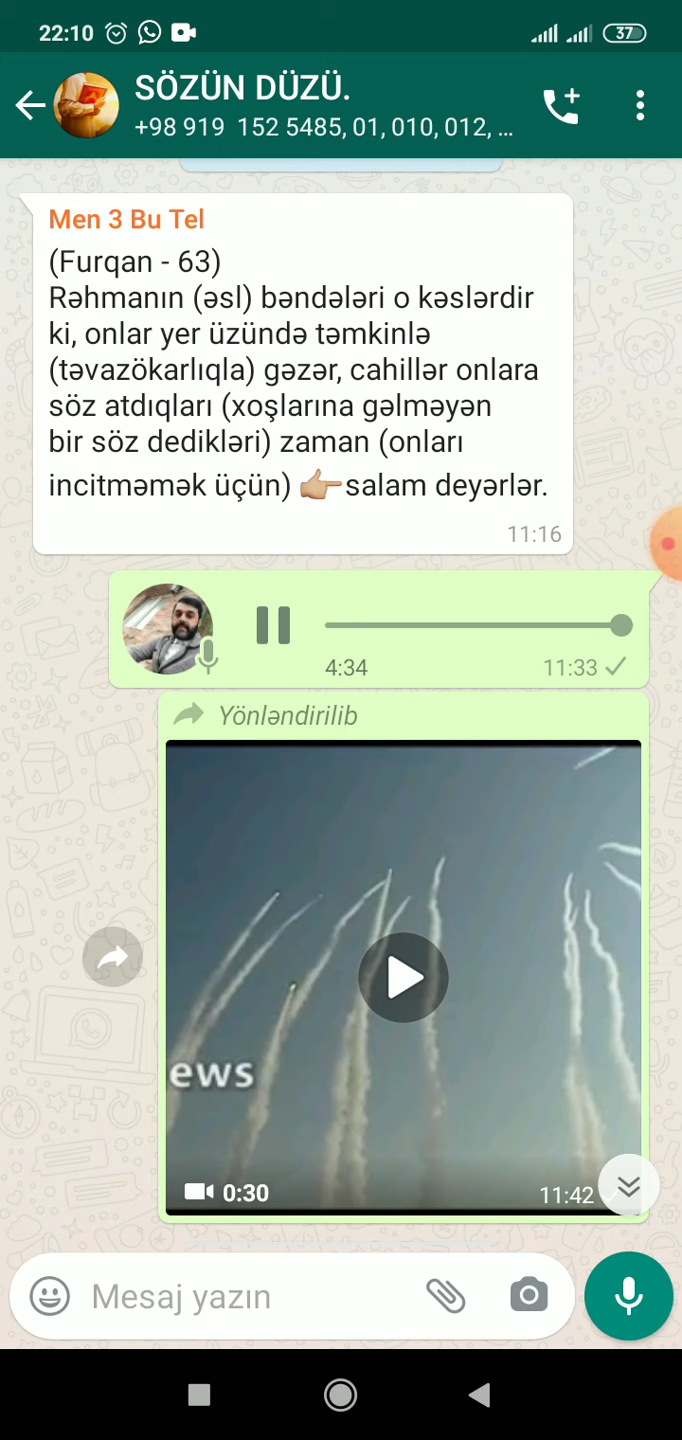 22:10
37
SÖZÜN DÜZÜ.
+98 919 152 5485, 01, 010, 012, ...
Men 3 Bu Tel
(Furqan - 63)
Rəhmanın (əsl) bəndələri o kəslərdir
ki, onlar yer üzündə təmkinlə
(təvazökarlıqla) gəzər, cahillər onlara
söz atdıqları (xoşlarına gəlməyən
bir söz dedikləri) zaman (onları
incitməmək üçün) 👉🏼salam deyərlər.
11:16
4:34
11:33
Yönləndirilib
ews
0:30
11:42
Mesaj yazın